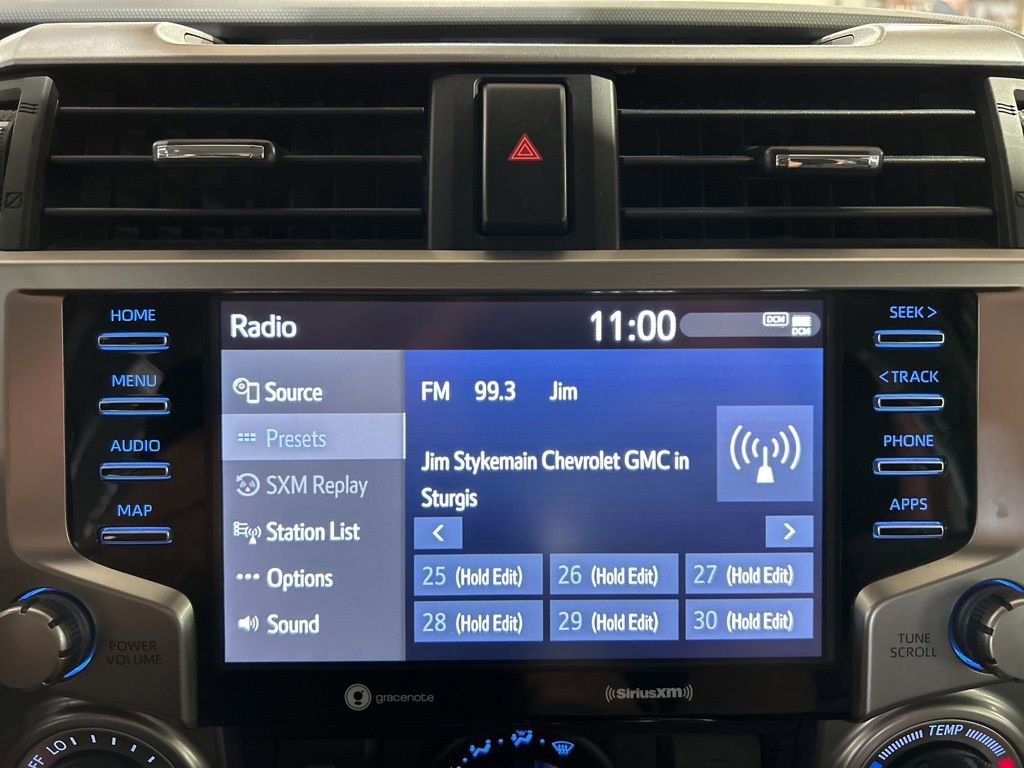 HOME
SEEK >
Radio
11:00
DCM
DCM
MENU
< TRACK
Source
FM 99.3 Jim
Presets
AUDIO
PHONE
SXM Replay
Jim Stykemain Chevrolet GMC in
Sturgis
MAP
APPS
Station List
<
>
Options
25 (Hold Edit)
26 (Hold Edit)
27 (Hold Edit)
Sound
28 (Hold Edit)
29 (Hold Edit)
30 (Hold Edit)
POWER
VOLUME
TUNE
SCROLL
g gracenote
((SiriusXM))
LO
TEMP